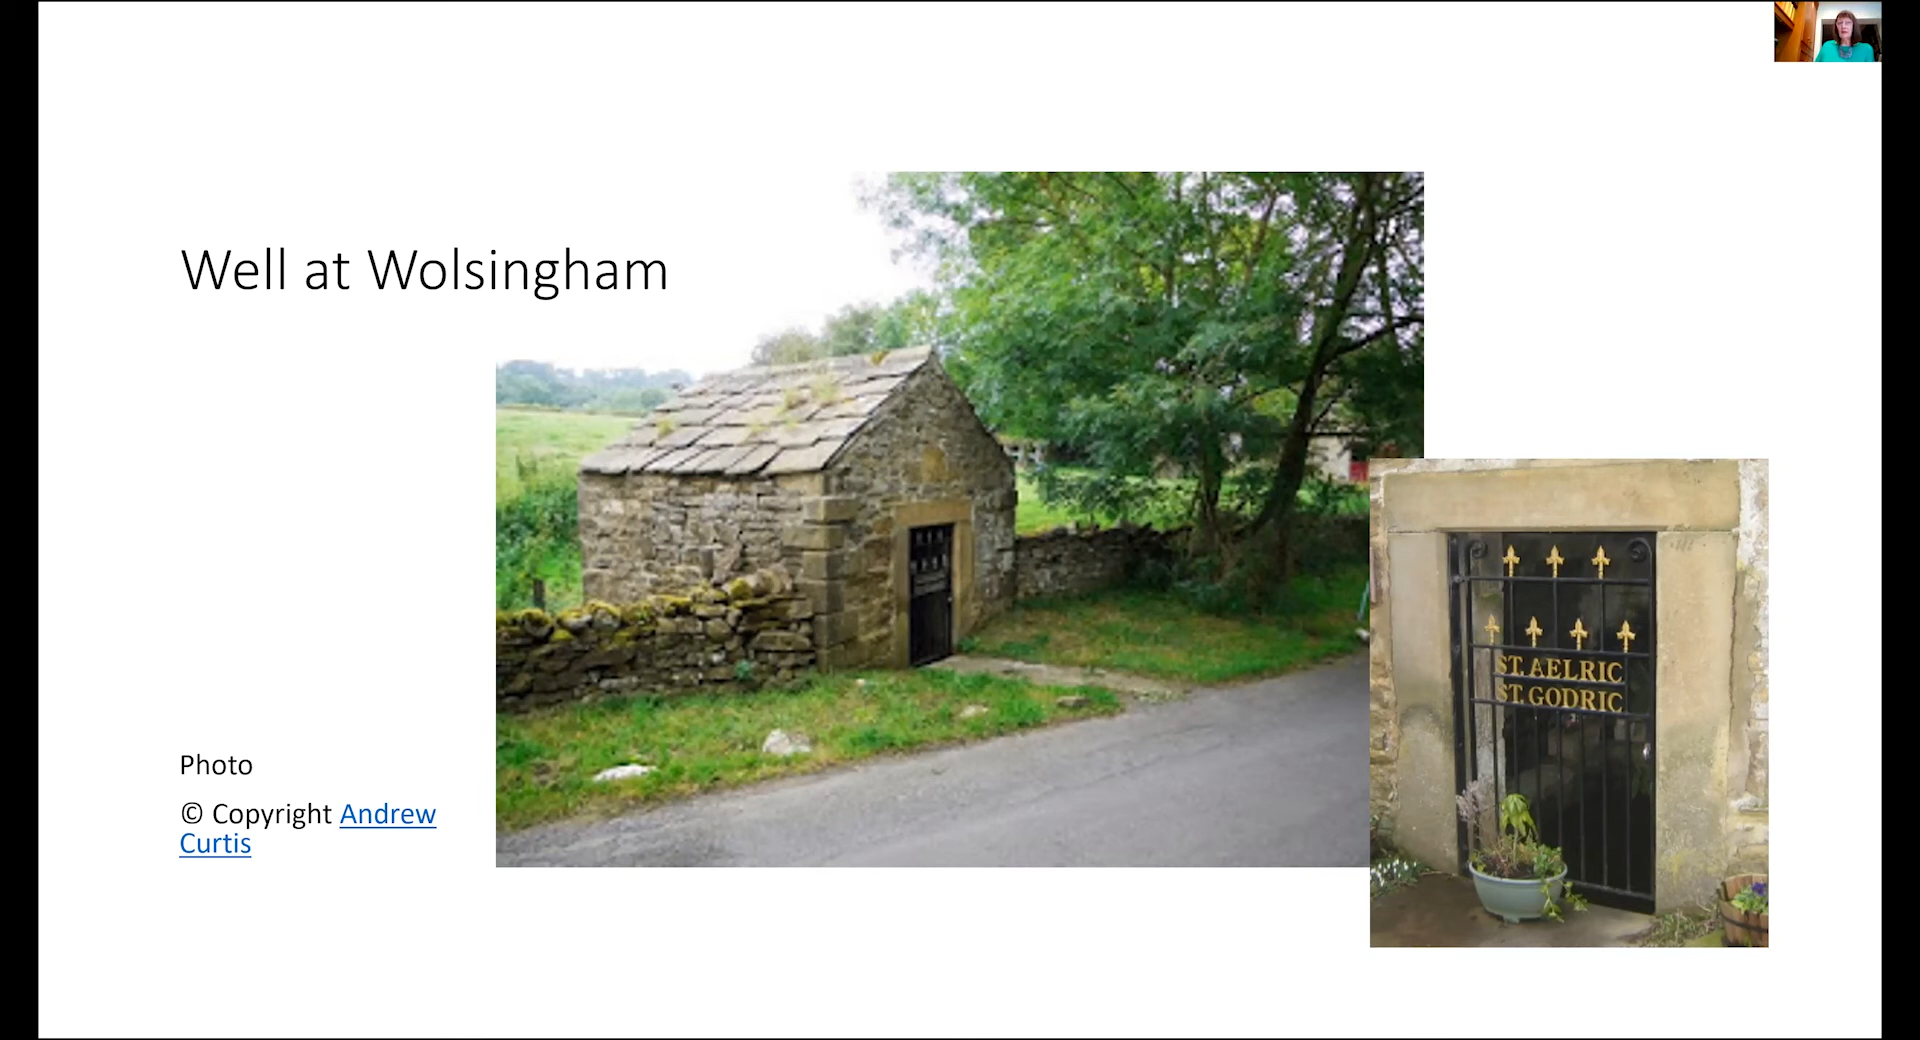 Well at Wolsingham
Photo
© Copyright Andrew
Curtis
ST. AELRIC
ST. GODRIC